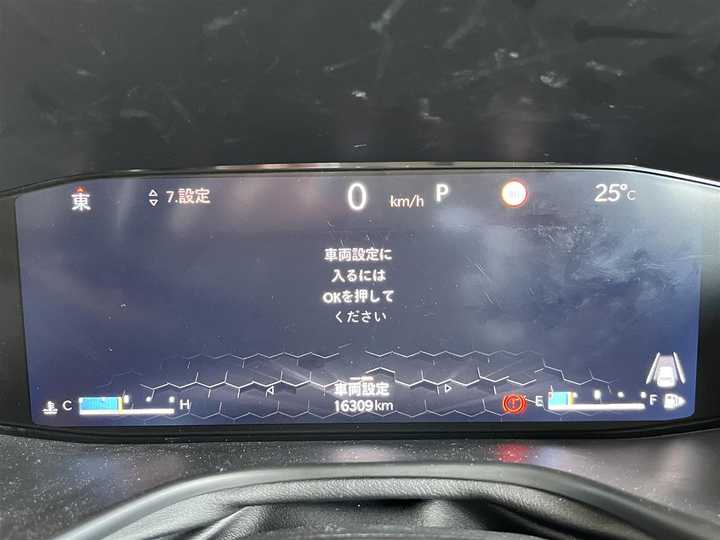 東
7.設定
0 km/h P
25°C
車両設定に
入るには
OKを押して
ください
車両設定
16309km
C H
E F